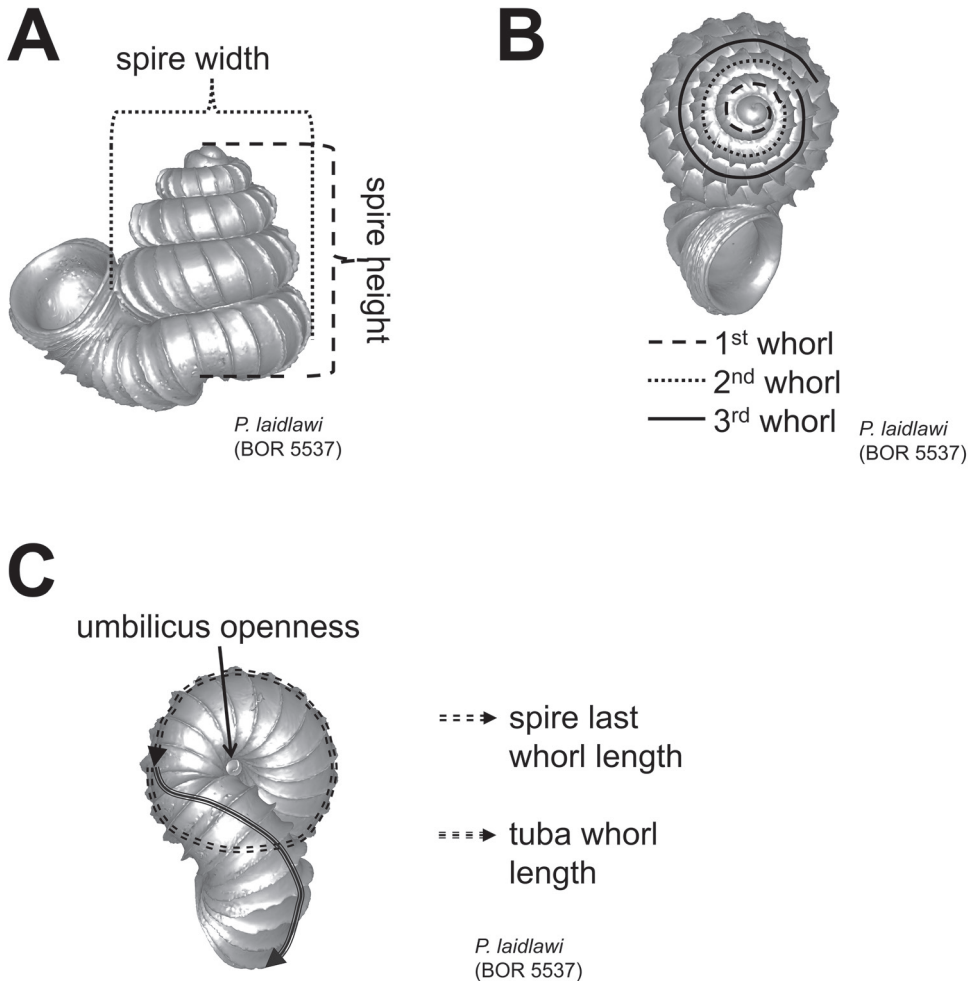 A
spire width
spire height
P. laidlawi
(BOR 5537)
B
1st whorl
2nd whorl
3rd whorl
P. laidlawi
(BOR 5537)
C
umbilicus openness
spire last
whorl length
tuba whorl
length
P. laidlawi
(BOR 5537)